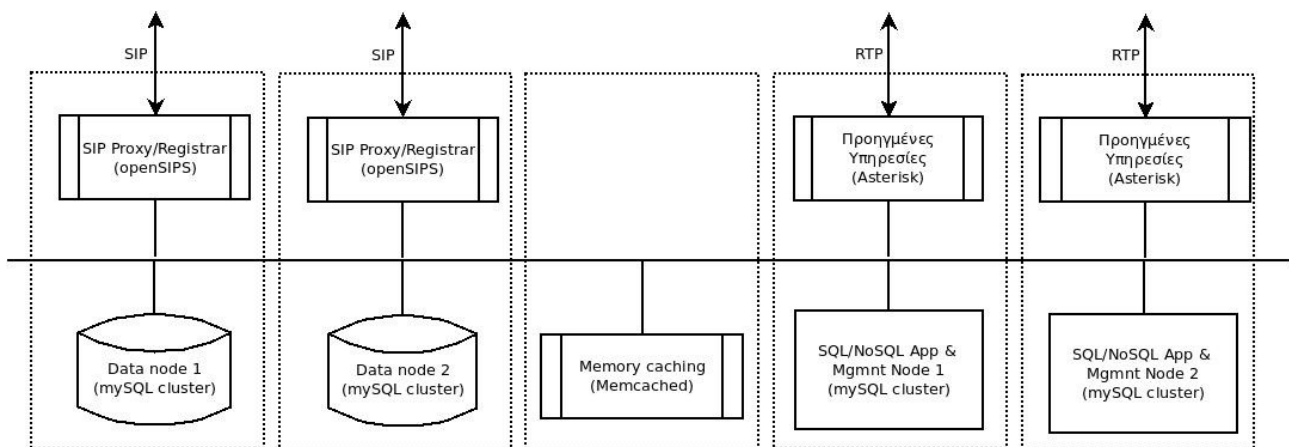 SIP
SIP
RTP
RTP
SIP Proxy/Registrar
(openSIPS)
SIP Proxy/Registrar
(openSIPS)
Προηγμένες
Υπηρεσίες
(Asterisk)
Προηγμένες
Υπηρεσίες
(Asterisk)
Data node 1
(mySQL cluster)
Data node 2
(mySQL cluster)
Memory caching
(Memcached)
SQL/NoSQL App &
Mgmnt Node 1
(mySQL cluster)
SQL/NoSQL App &
Mgmnt Node 2
(mySQL cluster)